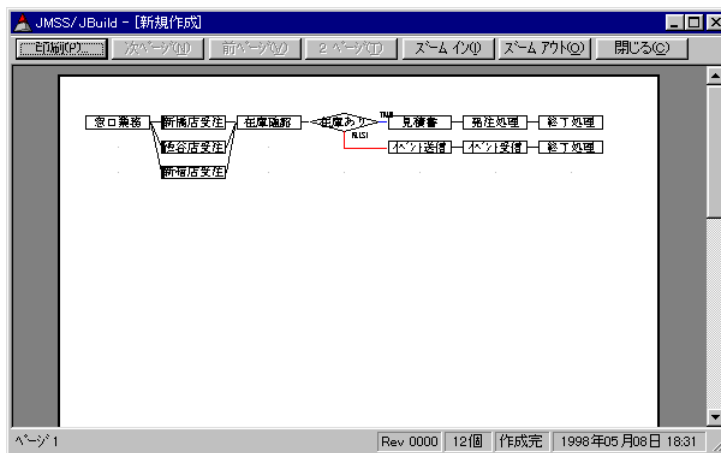 JMSS/JBuild - [新規作成]
印刷(P)... 次ページ(N) 前ページ(V) 2 ページ(T) ズーム イン(I) ズーム アウト(O) 閉じる(C)
窓口業務 新橋店受注 在庫確認 在庫あり TRUE 見積書 発注処理 終了処理
FALSE
渋谷店受注 イベント送信 イベント受信 終了処理
新宿店受注
ページ 1 Rev 0000 12個 作成完 1998年05月08日 18:31